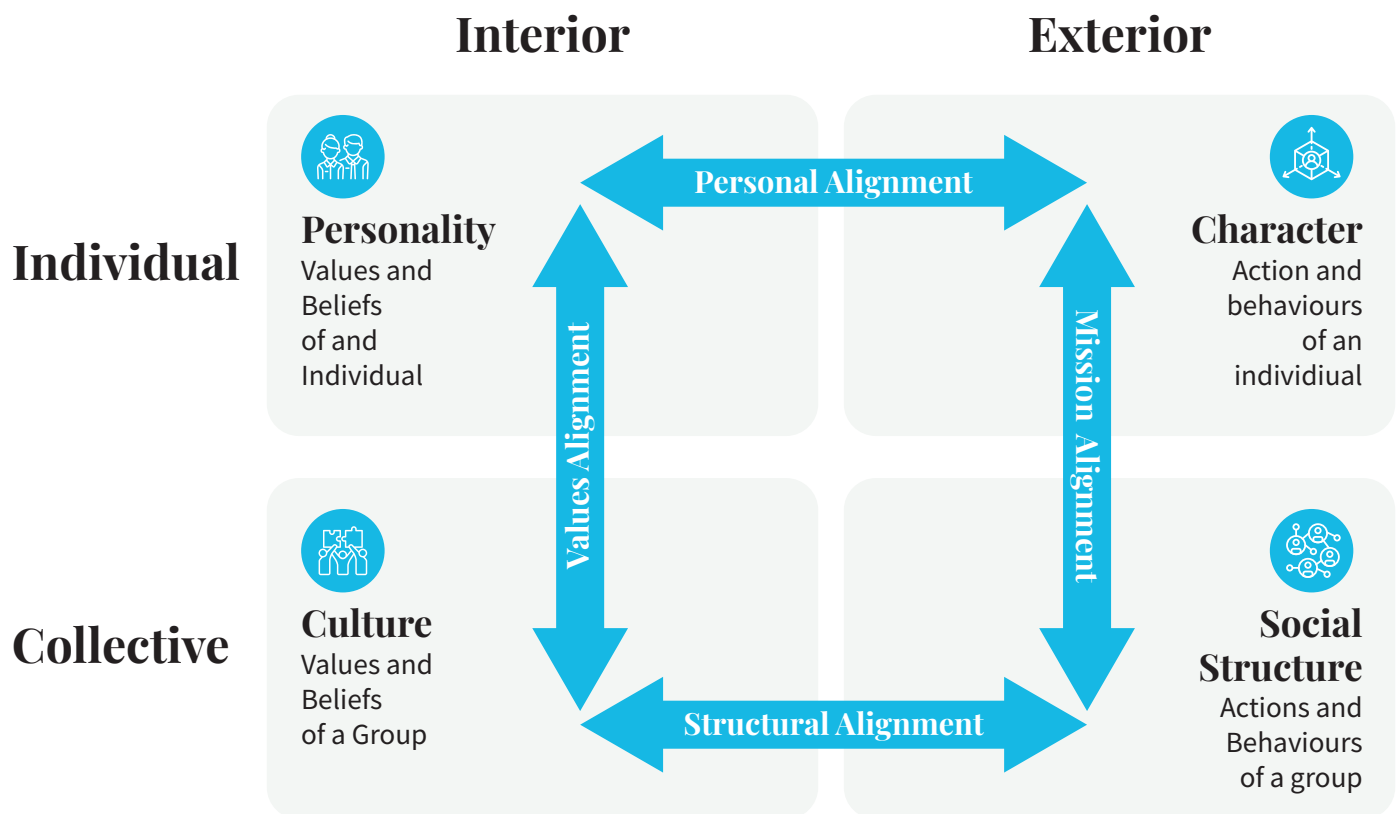 Interior
Exterior
Individual
Personality
Values and
Beliefs
of and
Individual
Personal Alignment
Character
Action and
behaviours
of an
individiual
Values Alignment
Mission Alignment
Collective
Culture
Values and
Beliefs
of a Group
Structural Alignment
Social
Structure
Actions and
Behaviours
of a group